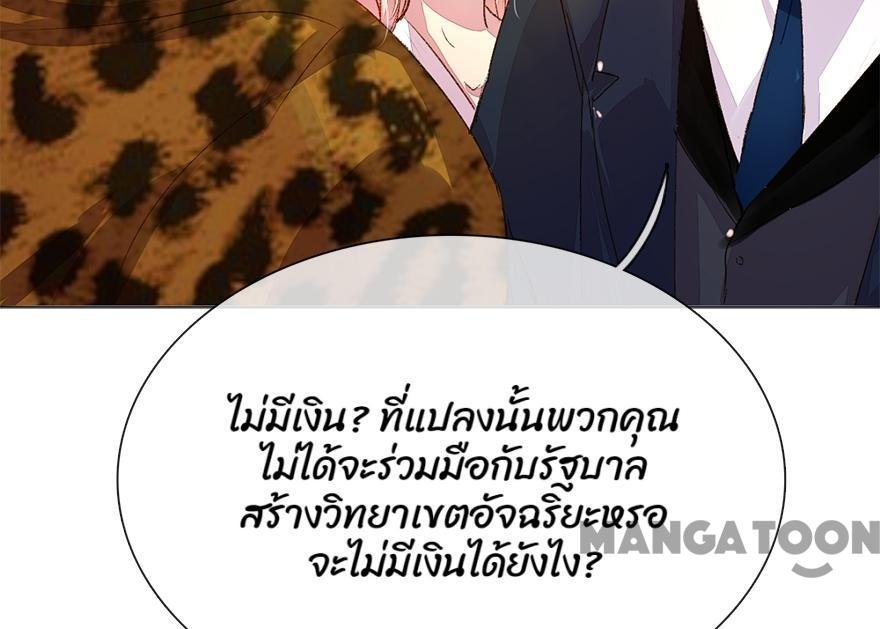 ไม่มีเงิน? ที่แปลงนั้นพวกคุณ
ไม่ได้จะร่วมมือกับรัฐบาล
สร้างวิทยาเขตอัจฉริยะหรอ
จะไม่มีเงินได้ยังไง?
MANGATOON